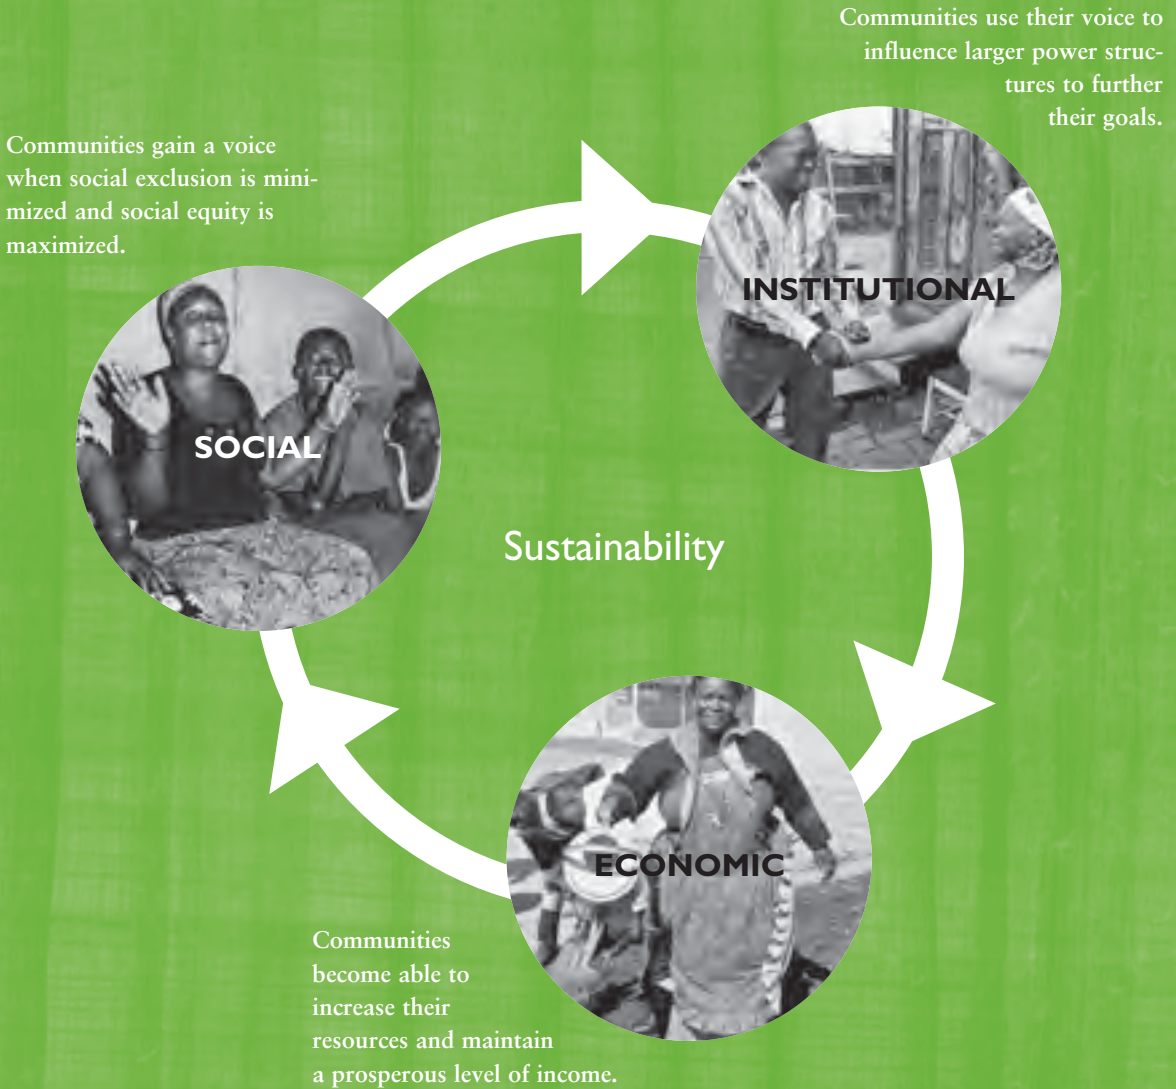 Communities use their voice to
influence larger power struc-
tures to further
their goals.
Communities gain a voice
when social exclusion is mini-
mized and social equity is
maximized.
INSTITUTIONAL
SOCIAL
Sustainability
ECONOMIC
Communities
become able to
increase their
resources and maintain
a prosperous level of income.